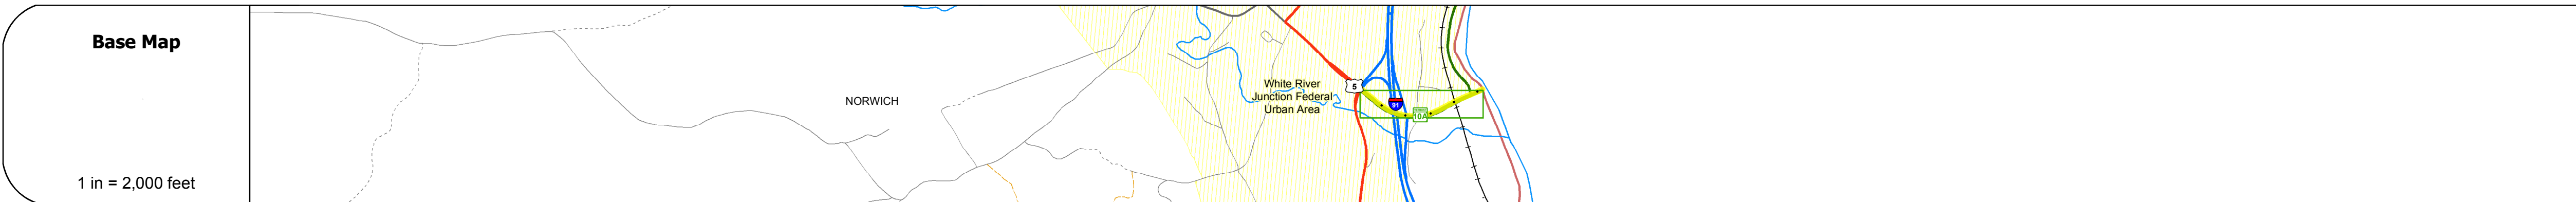 Base Map
1 in = 2,000 feet
NORWICH
White River
Junction Federal
Urban Area
5
91
10A